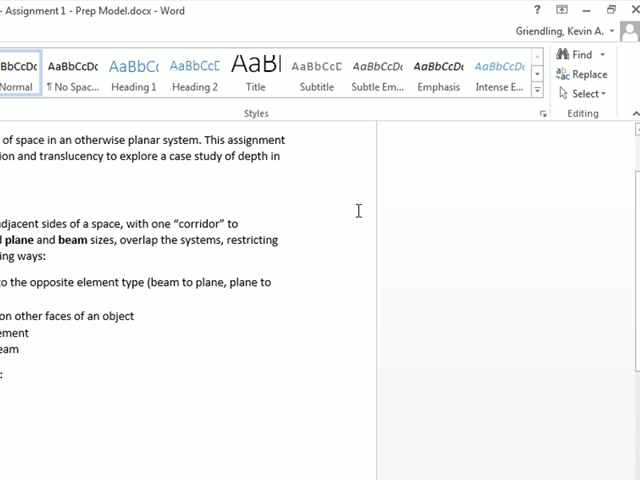 - Assignment 1 - Prep Model.docx - Word
?
Griendling, Kevin A.
AaBbCcDc AaBbC( AaBbCcC AaBl AaBbCcD AaBbCcDc AaBbCcDc AaBbCcDc
Normal ¶ No Spac... Heading 1 Heading 2 Title Subtitle Subtle Em... Emphasis Intense E...
Find
Replace
Select
Styles
Editing
of space in an otherwise planar system. This assignment
ion and translucency to explore a case study of depth in
adjacent sides of a space, with one “corridor” to
plane and beam sizes, overlap the systems, restricting
ing ways:
to the opposite element type (beam to plane, plane to
on other faces of an object
ement
eam
: